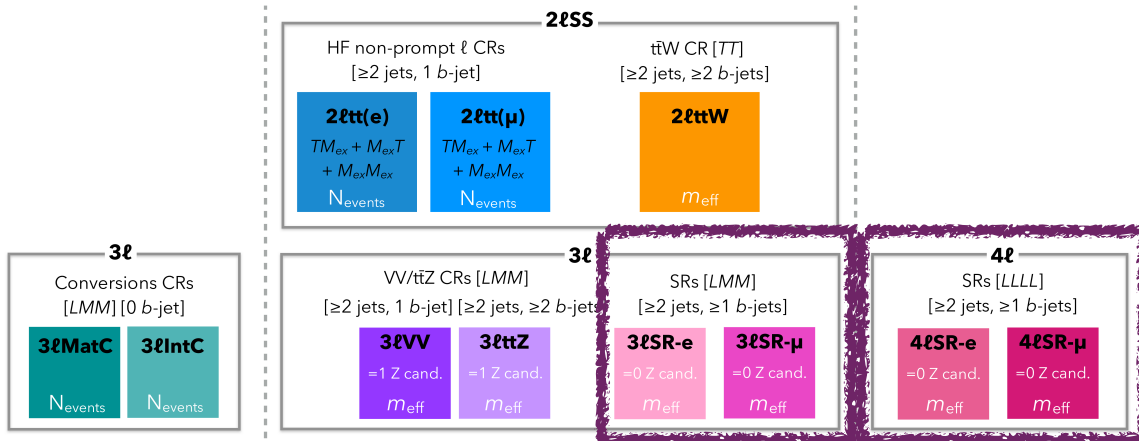 2ℓSS
HF non-prompt ℓ CRs
[≥2 jets, 1 b-jet]
2ℓtt(e)
TMex + MexT
+ MexMex
Nevents
2ℓtt(μ)
TMex + MexT
+ MexMex
Nevents
tt̄W CR [TT]
[≥2 jets, ≥2 b-jets]
2ℓttW
meff
3ℓ
Conversions CRs
[LMM] [0 b-jet]
3ℓMatC
Nevents
3ℓIntC
Nevents
3ℓ
VV/tt̄Z CRs [LMM]
[≥2 jets, 1 b-jet] [≥2 jets, ≥2 b-jets
3ℓVV
=1 Z cand.
meff
3ℓttZ
=1 Z cand.
meff
SRs [LMM]
[≥2 jets, ≥1 b-jets]
3ℓSR-e
=0 Z cand.
meff
3ℓSR-μ
=0 Z cand.
meff
4ℓ
SRs [LLLL]
[≥2 jets, ≥1 b-jets]
4ℓSR-e
=0 Z cand.
meff
4ℓSR-μ
=0 Z cand.
meff